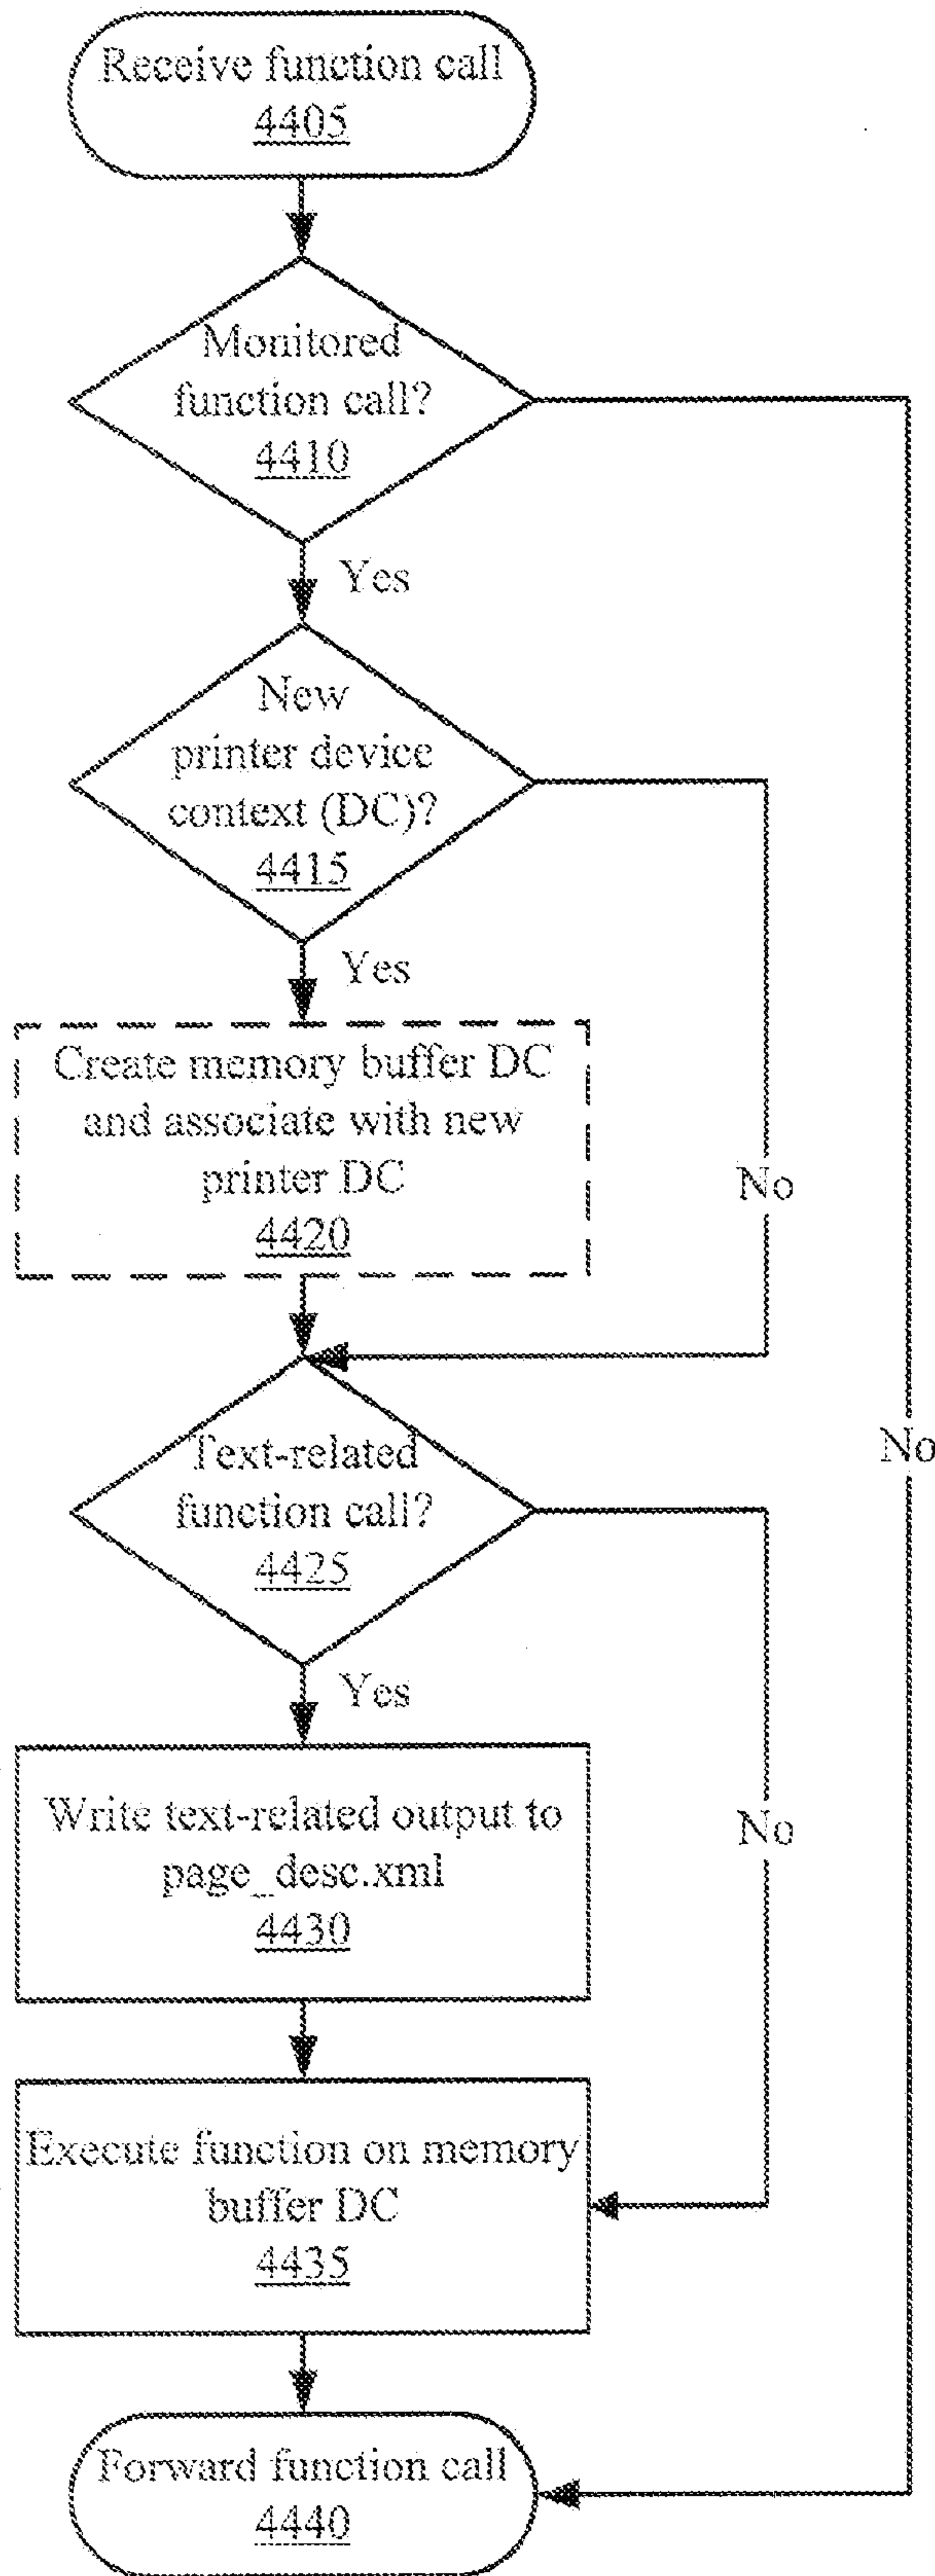 Receive function call
4405
Monitored
function call?
4410
Yes
New
printer device
context (DC)?
4415
Yes
Create memory buffer DC
and associate with new
printer DC
4420
No
No
Text-related
function call?
4425
Yes
Write text-related output to
page_desc.xml
4430
No
Execute function on memory
buffer DC
4435
Forward function call
4440